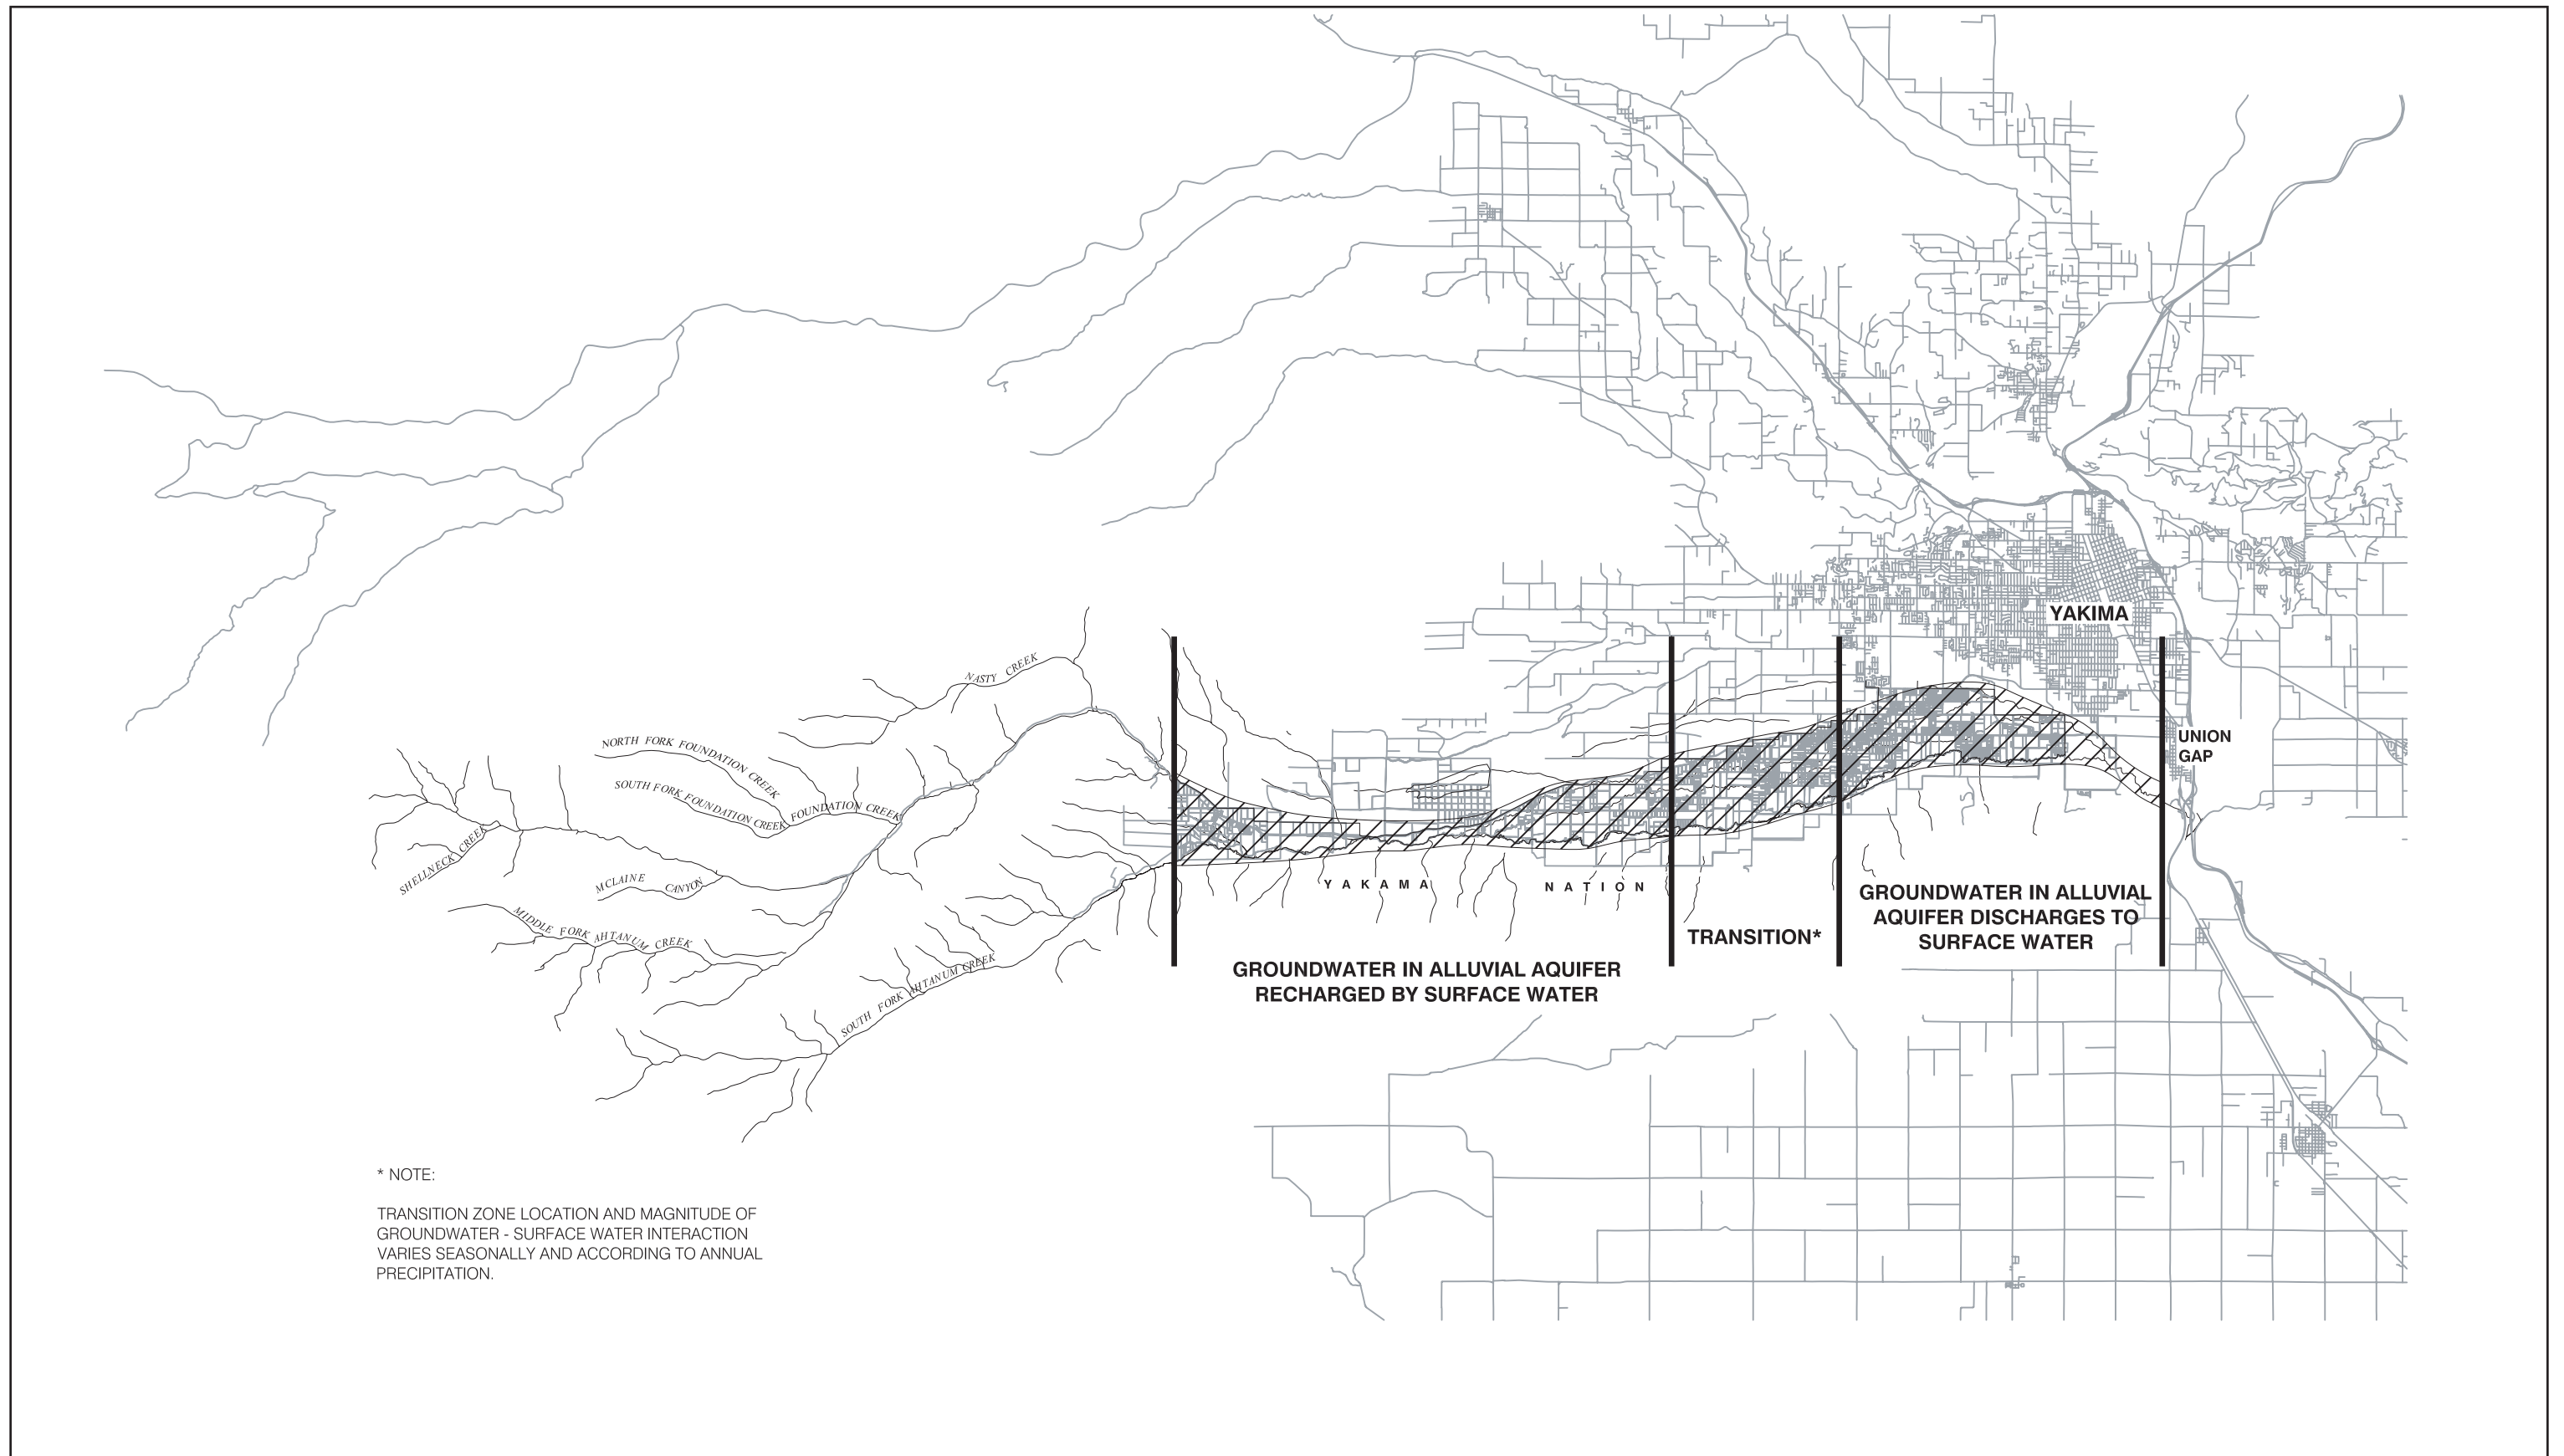 YAKIMA
UNION
GAP
NASTY CREEK
NORTH FORK FOUNDATION CREEK
SOUTH FORK FOUNDATION CREEK
FOUNDATION CREEK
SHELLNECK CREEK
MCLAINE CANYON
MIDDLE FORK AHTANUM CREEK
SOUTH FORK AHTANUM CREEK
YAKAMA NATION
GROUNDWATER IN ALLUVIAL AQUIFER
RECHARGED BY SURFACE WATER
TRANSITION*
GROUNDWATER IN ALLUVIAL
AQUIFER DISCHARGES TO
SURFACE WATER
* NOTE:
TRANSITION ZONE LOCATION AND MAGNITUDE OF
GROUNDWATER - SURFACE WATER INTERACTION
VARIES SEASONALLY AND ACCORDING TO ANNUAL
PRECIPITATION.